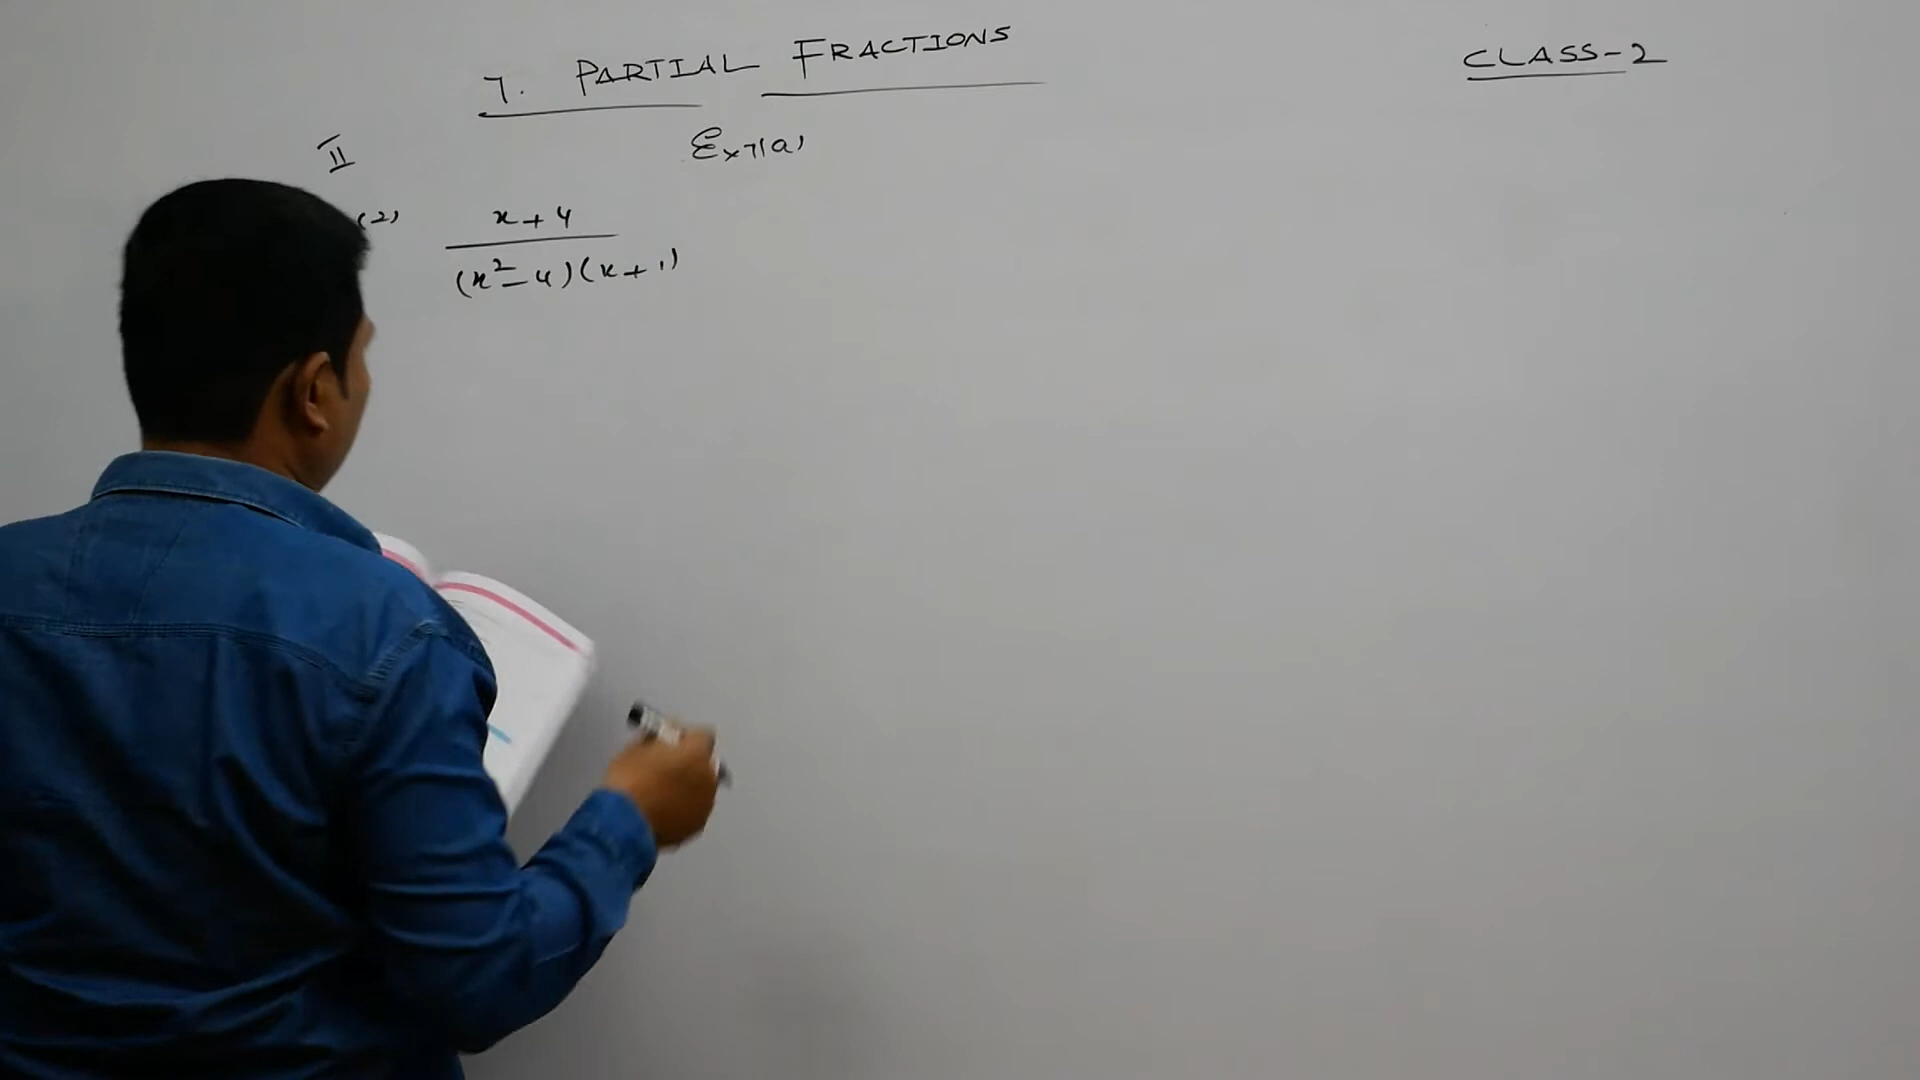 7. PARTIAL FRACTIONS
CLASS-2
II
Ex 7(a)
(2) x+4
(x²-4)(x+1)